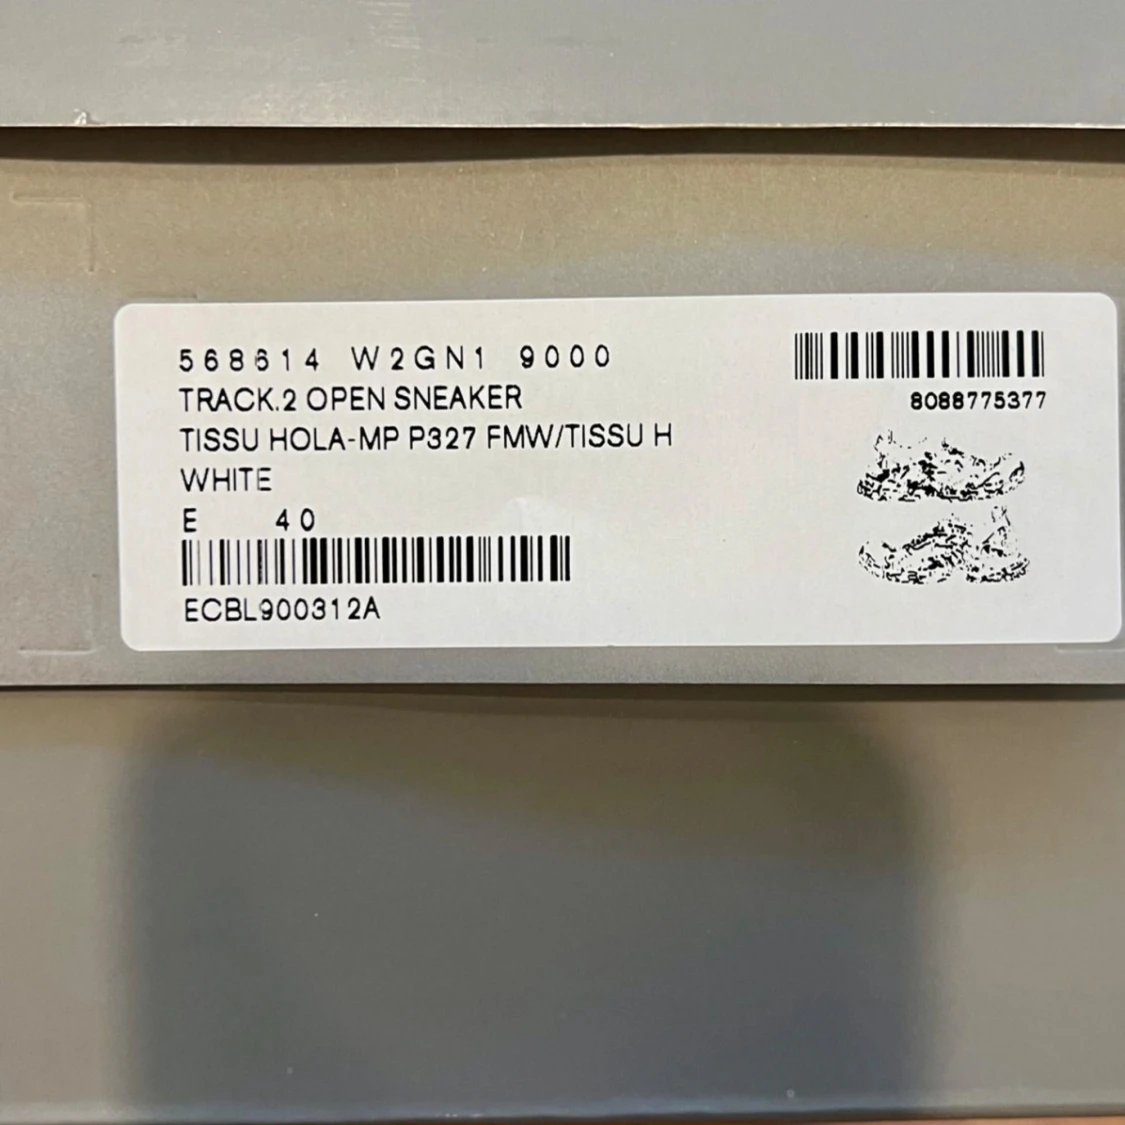 568614 W2GN1 9000
TRACK.2 OPEN SNEAKER
TISSU HOLA-MP P327 FMW/TISSU H
WHITE
E 40
ECBL900312A
8088775377